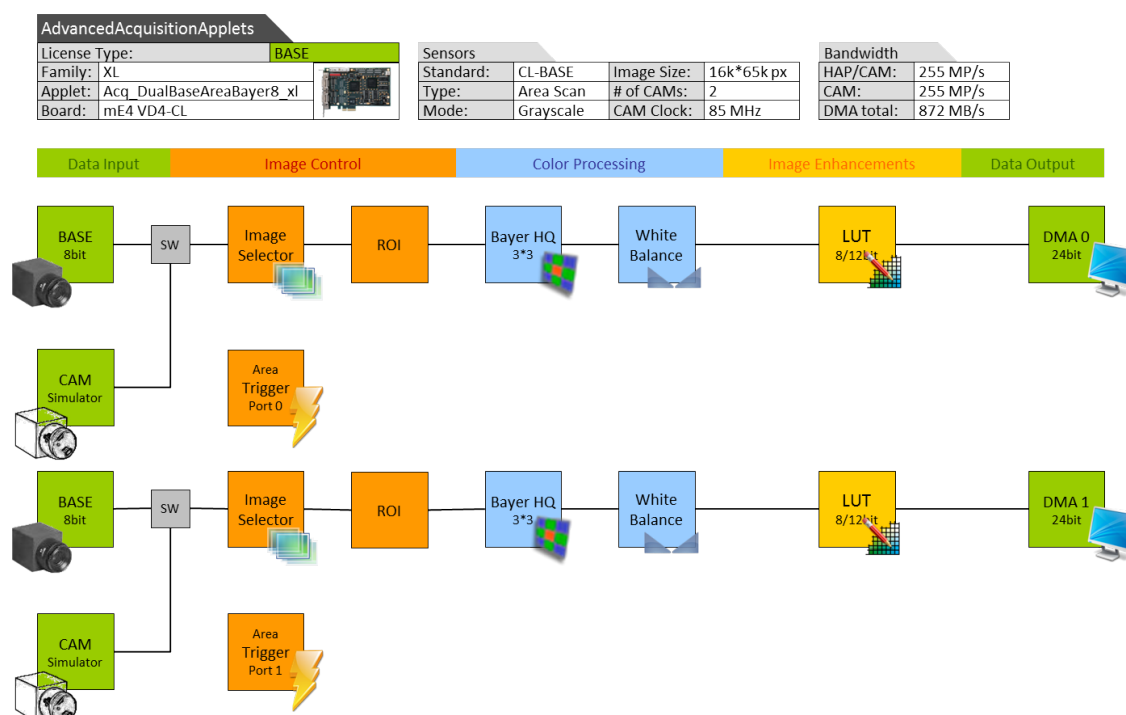 AdvancedAcquisitionApplets
License Type: BASE
Family: XL
Applet: Acq_DualBaseAreaBayer8_xl
Board: mE4 VD4-CL
Sensors
Standard: CL-BASE Image Size: 16k*65k px
Type: Area Scan # of CAMs: 2
Mode: Grayscale CAM Clock: 85 MHz
Bandwidth
HAP/CAM: 255 MP/s
CAM: 255 MP/s
DMA total: 872 MB/s
Data Input Image Control Color Processing Image Enhancements Data Output
BASE
8bit
SW
Image
Selector
ROI
Bayer HQ
3*3
White
Balance
LUT
8/12bit
DMA 0
24bit
CAM
Simulator
Area
Trigger
Port 0
BASE
8bit
SW
Image
Selector
ROI
Bayer HQ
3*3
White
Balance
LUT
8/12bit
DMA 1
24bit
CAM
Simulator
Area
Trigger
Port 1